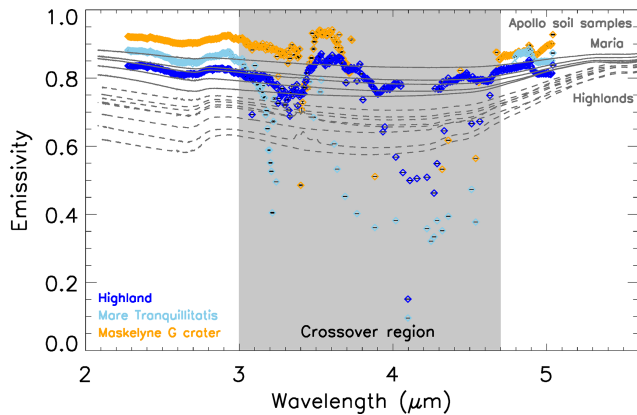 1.0
Apollo soil samples
Maria
0.8
Highlands
0.6
Emissivity
0.4
0.2
Highland
Mare Tranquillitatis
Maskelyne G crater
Crossover region
0.0
2 3 4 5
Wavelength (μm)